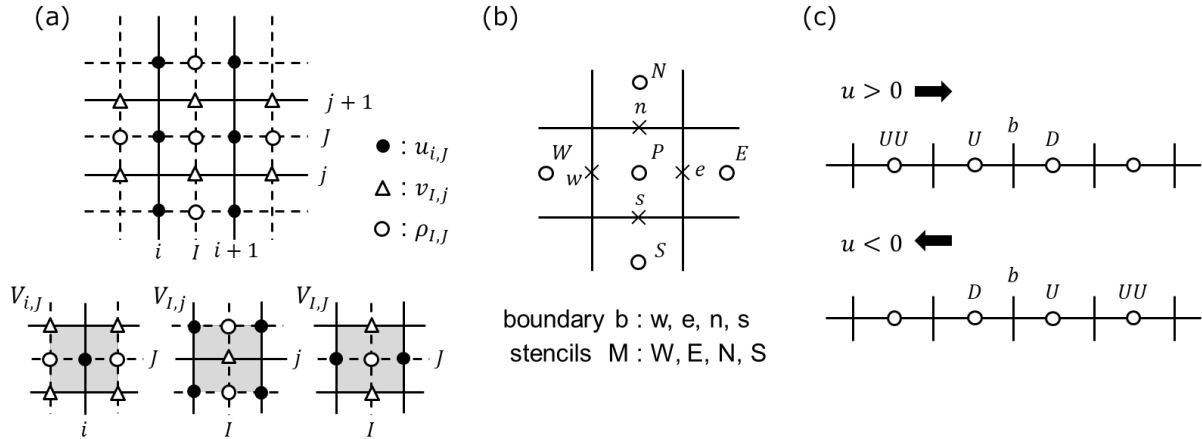 (a)
j + 1
J
j
i
I
i + 1
● : u_{i,J}
△ : v_{I,j}
○ : ρ_{I,J}
V_{i,J}
J
i
V_{I,j}
j
I
V_{I,J}
J
I
(b)
N
n
W
P
E
w
e
s
S
boundary b : w, e, n, s
stencils M : W, E, N, S
(c)
u > 0
UU
U
b
D
u < 0
D
b
U
UU